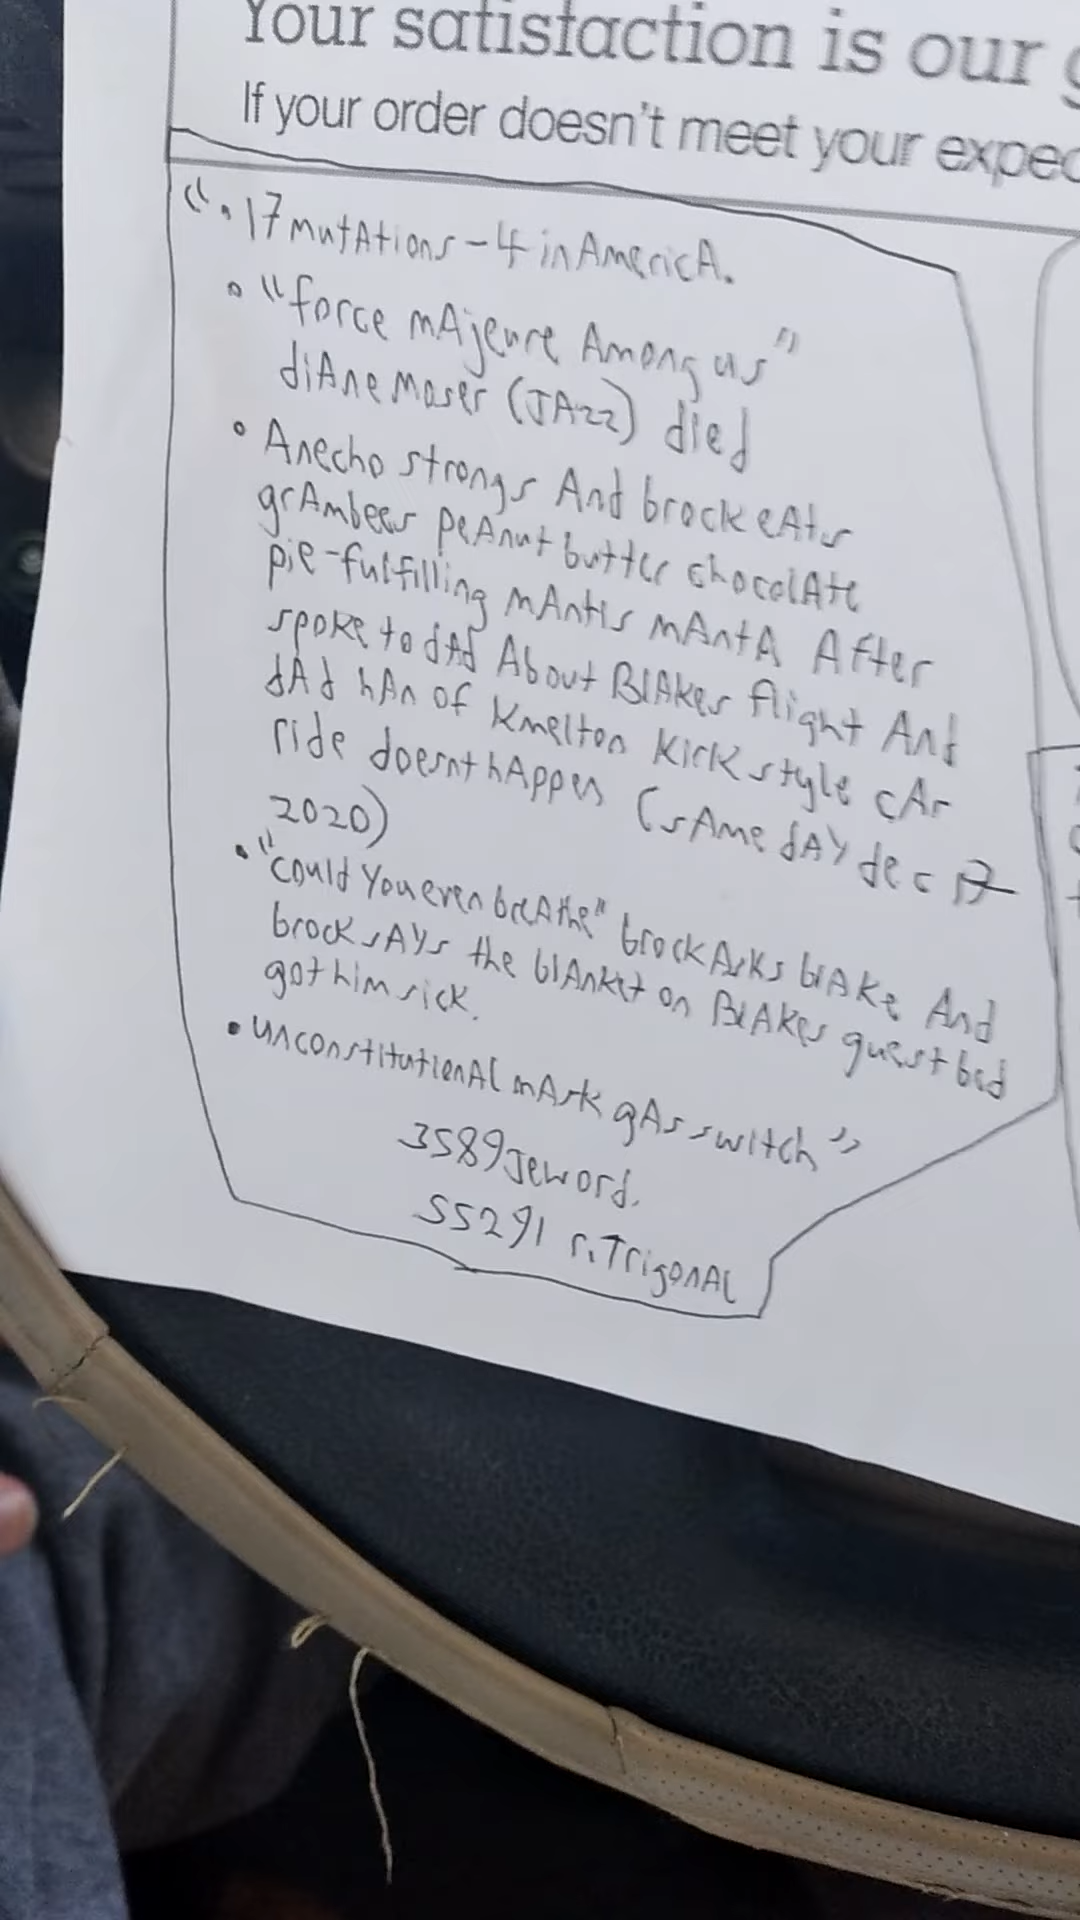 Your satisfaction is our
If your order doesn't meet your expec
“• 17 mutAtions - 4 in AmericA.
• “force mAjeure Among us”
diAne moser (JAzz) died
• Anecho strongs And brock eAts
grAmbees peAnut butter chocolAte
pie-fulfilling mAntis mAntA After
spoke to dAd About BlAkes flight And
dAd hAn of Kmelton Kick style cAr
ride doesnt hAppen (sAme dAy dec 17
2020)
• “could you even breAthe” brock Asks blAke And
brock sAys the blAnket on BlAkes guest bed
got him sick.
• unconstitutionAl mAsk gAs switch”
3589 Jeword.
55291 r. TrigonAl